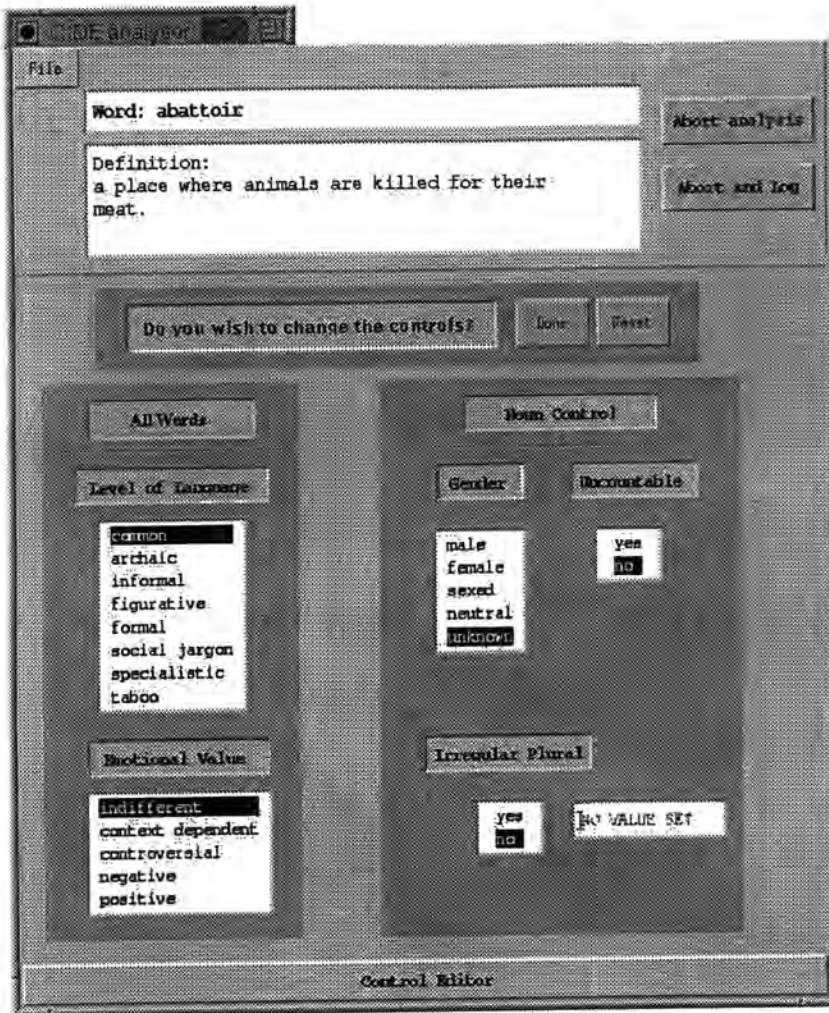 CIDE analyser
File
Word: abattoir
Abort analysis
Definition:
a place where animals are killed for their
meat.
Abort and Log
Do you wish to change the controls?
Done
Reset
All Words
Level of Language
common
archaic
informal
figurative
formal
social jargon
specialistic
taboo
Emotional Value
indifferent
context dependent
controversial
negative
positive
Noun Control
Gender
male
female
sexed
neutral
unknown
Uncountable
yes
no
Irregular Plural
yes
no
NO VALUE SET
Control Editor